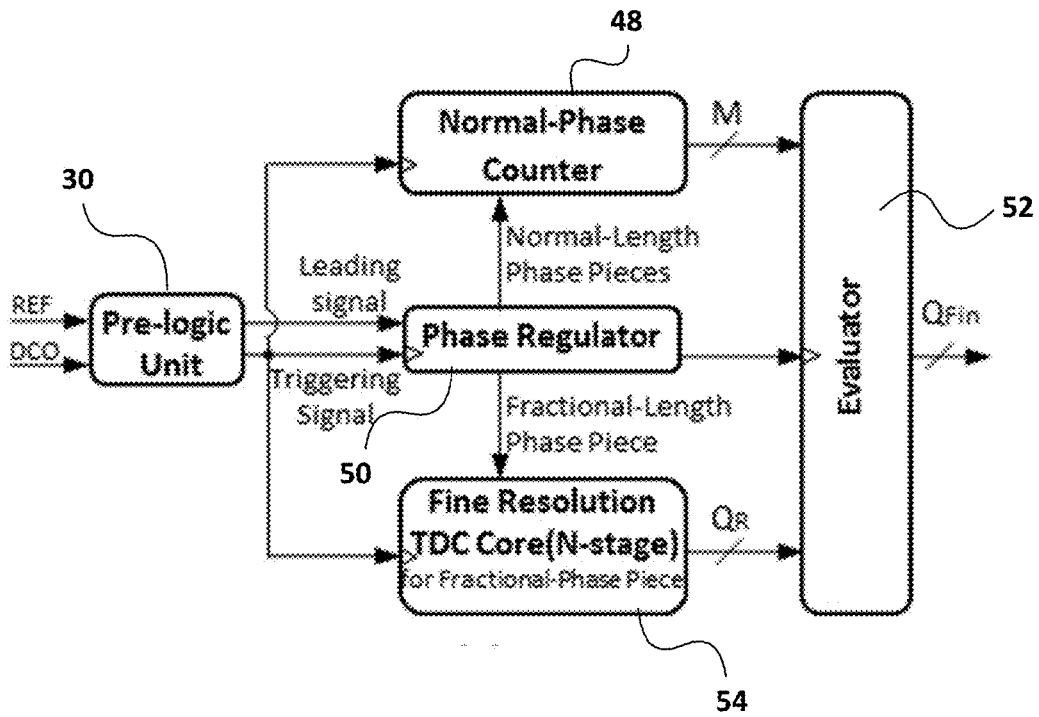 48
Normal-Phase
Counter
M
30
52
Normal-Length
Phase Pieces
Leading
signal
REF
DCO
Pre-logic
Unit
Phase Regulator
Evaluator
QFin
Triggering
Signal
50
Fractional-Length
Phase Piece
Fine Resolution
TDC Core(N-stage)
for Fractional-Phase Piece
QR
54